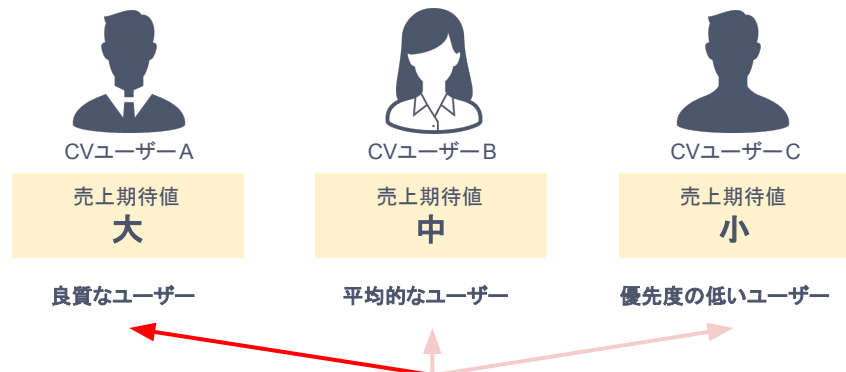 CVユーザーA
売上期待値
大
良質なユーザー
CVユーザーB
売上期待値
中
平均的なユーザー
CVユーザーC
売上期待値
小
優先度の低いユーザー